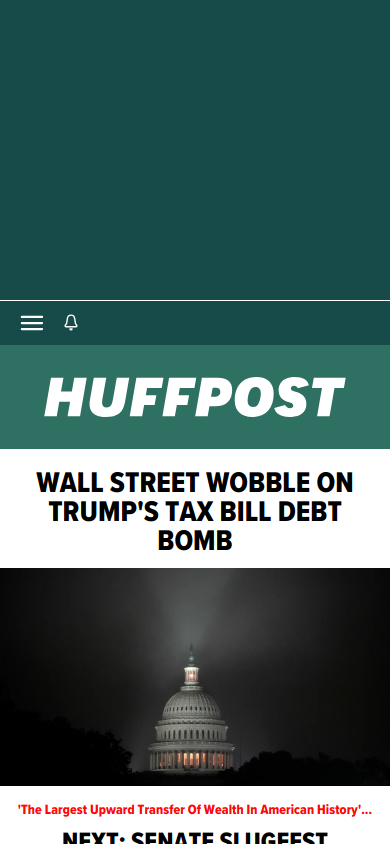 HUFFPOST
WALL STREET WOBBLE ON
TRUMP'S TAX BILL DEBT
BOMB
'The Largest Upward Transfer Of Wealth In American History'...
NEXT: SENATE SLUGFEST